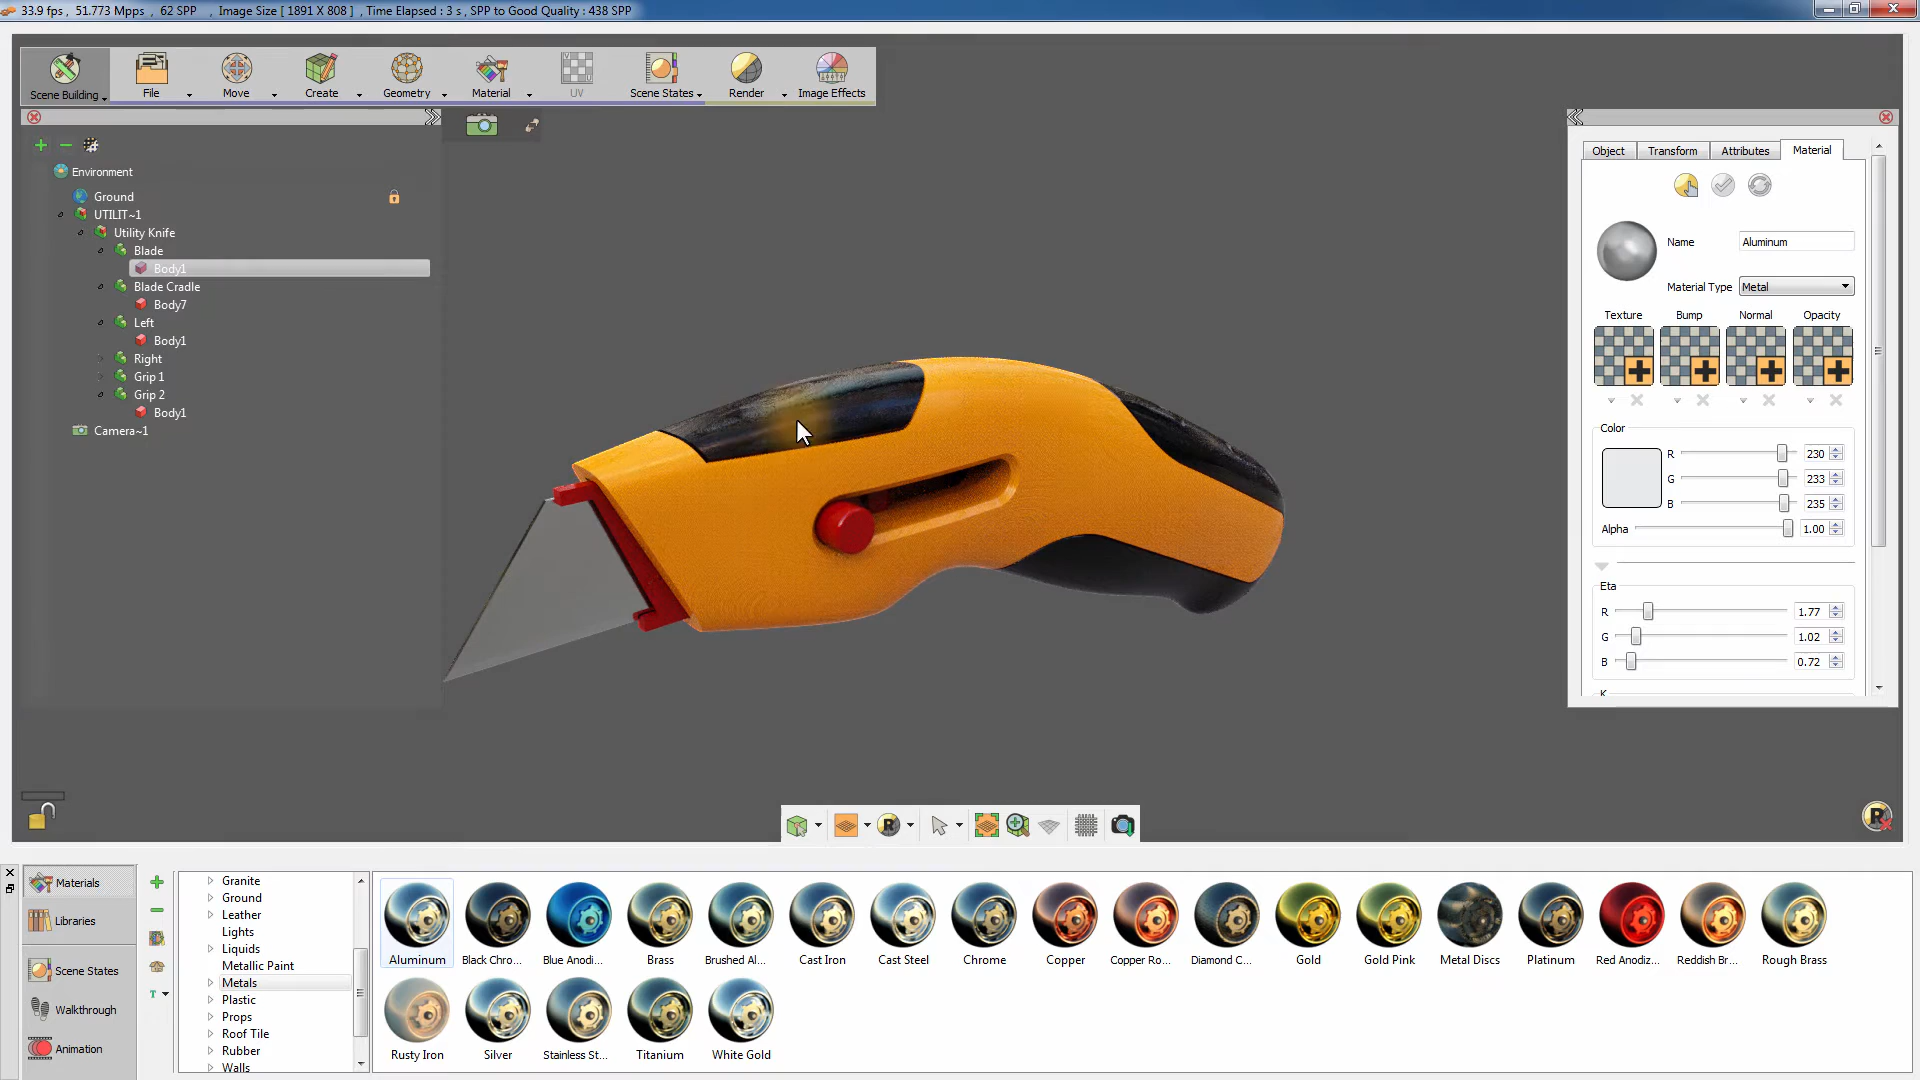 33.9 fps , 51.773 Mpps , 62 SPP , Image Size [ 1891 X 808 ] , Time Elapsed : 3 s , SPP to Good Quality : 438 SPP
Scene Building File Move Create Geometry Material UV Scene States Render Image Effects
Environment
Ground
UTILIT~1
Utility Knife
Blade
Body1
Blade Cradle
Body7
Left
Body1
Right
Grip 1
Grip 2
Body1
Camera~1
Object Transform Attributes Material
Name Aluminum
Material Type Metal
Texture Bump Normal Opacity
Color
R 230
G 233
B 235
Alpha 1.00
Eta
R 1.77
G 1.02
B 0.72
Materials
Libraries
Scene States
Walkthrough
Animation
Granite
Ground
Leather
Lights
Liquids
Metallic Paint
Metals
Plastic
Props
Roof Tile
Rubber
Walls
Aluminum Black Chro... Blue Anodi... Brass Brushed Al... Cast Iron Cast Steel Chrome Copper Copper Ro... Diamond C... Gold Gold Pink Metal Discs Platinum Red Anodiz... Reddish Br... Rough Brass
Rusty Iron Silver Stainless St... Titanium White Gold